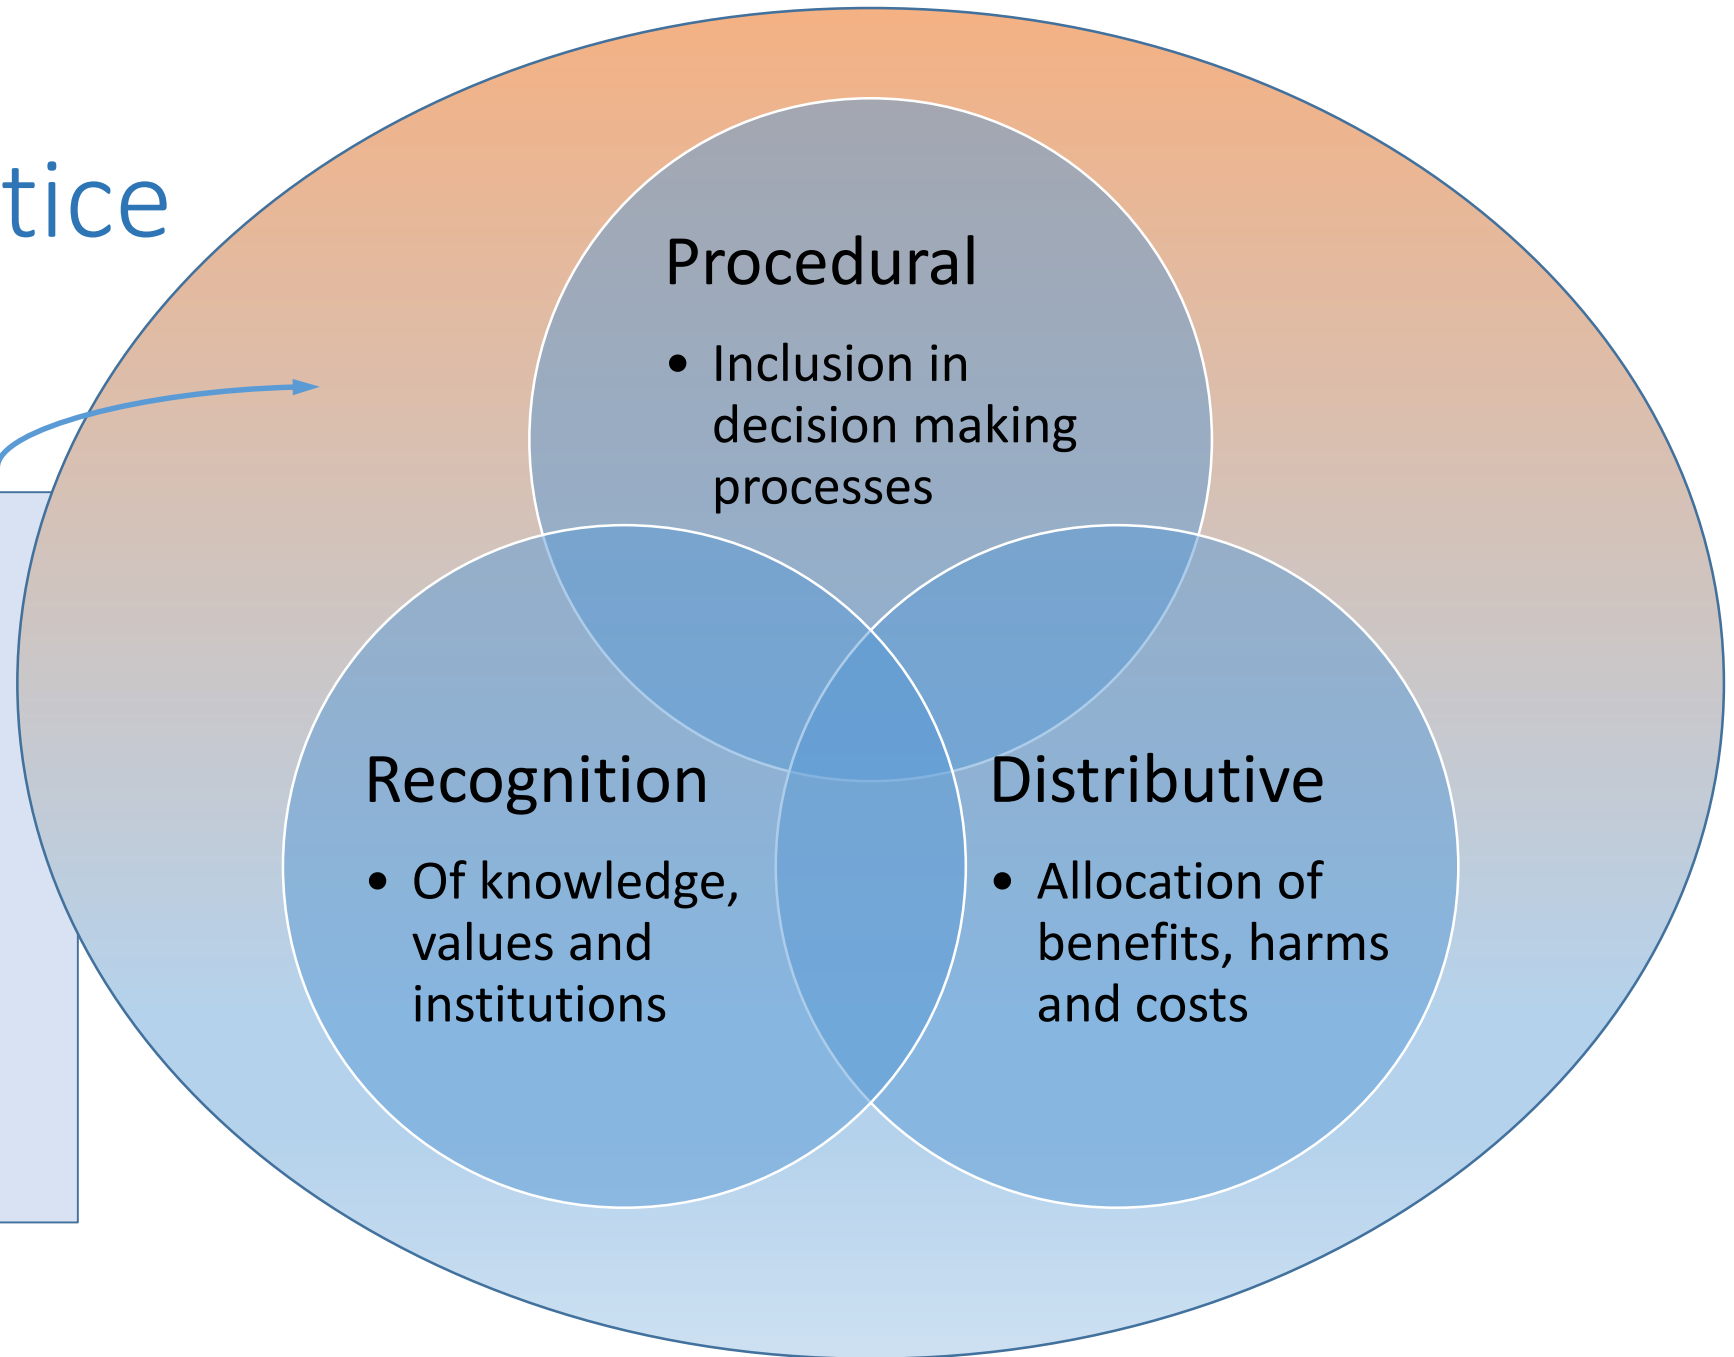 tice
Procedural
• Inclusion in
decision making
processes
Recognition
• Of knowledge,
values and
institutions
Distributive
• Allocation of
benefits, harms
and costs